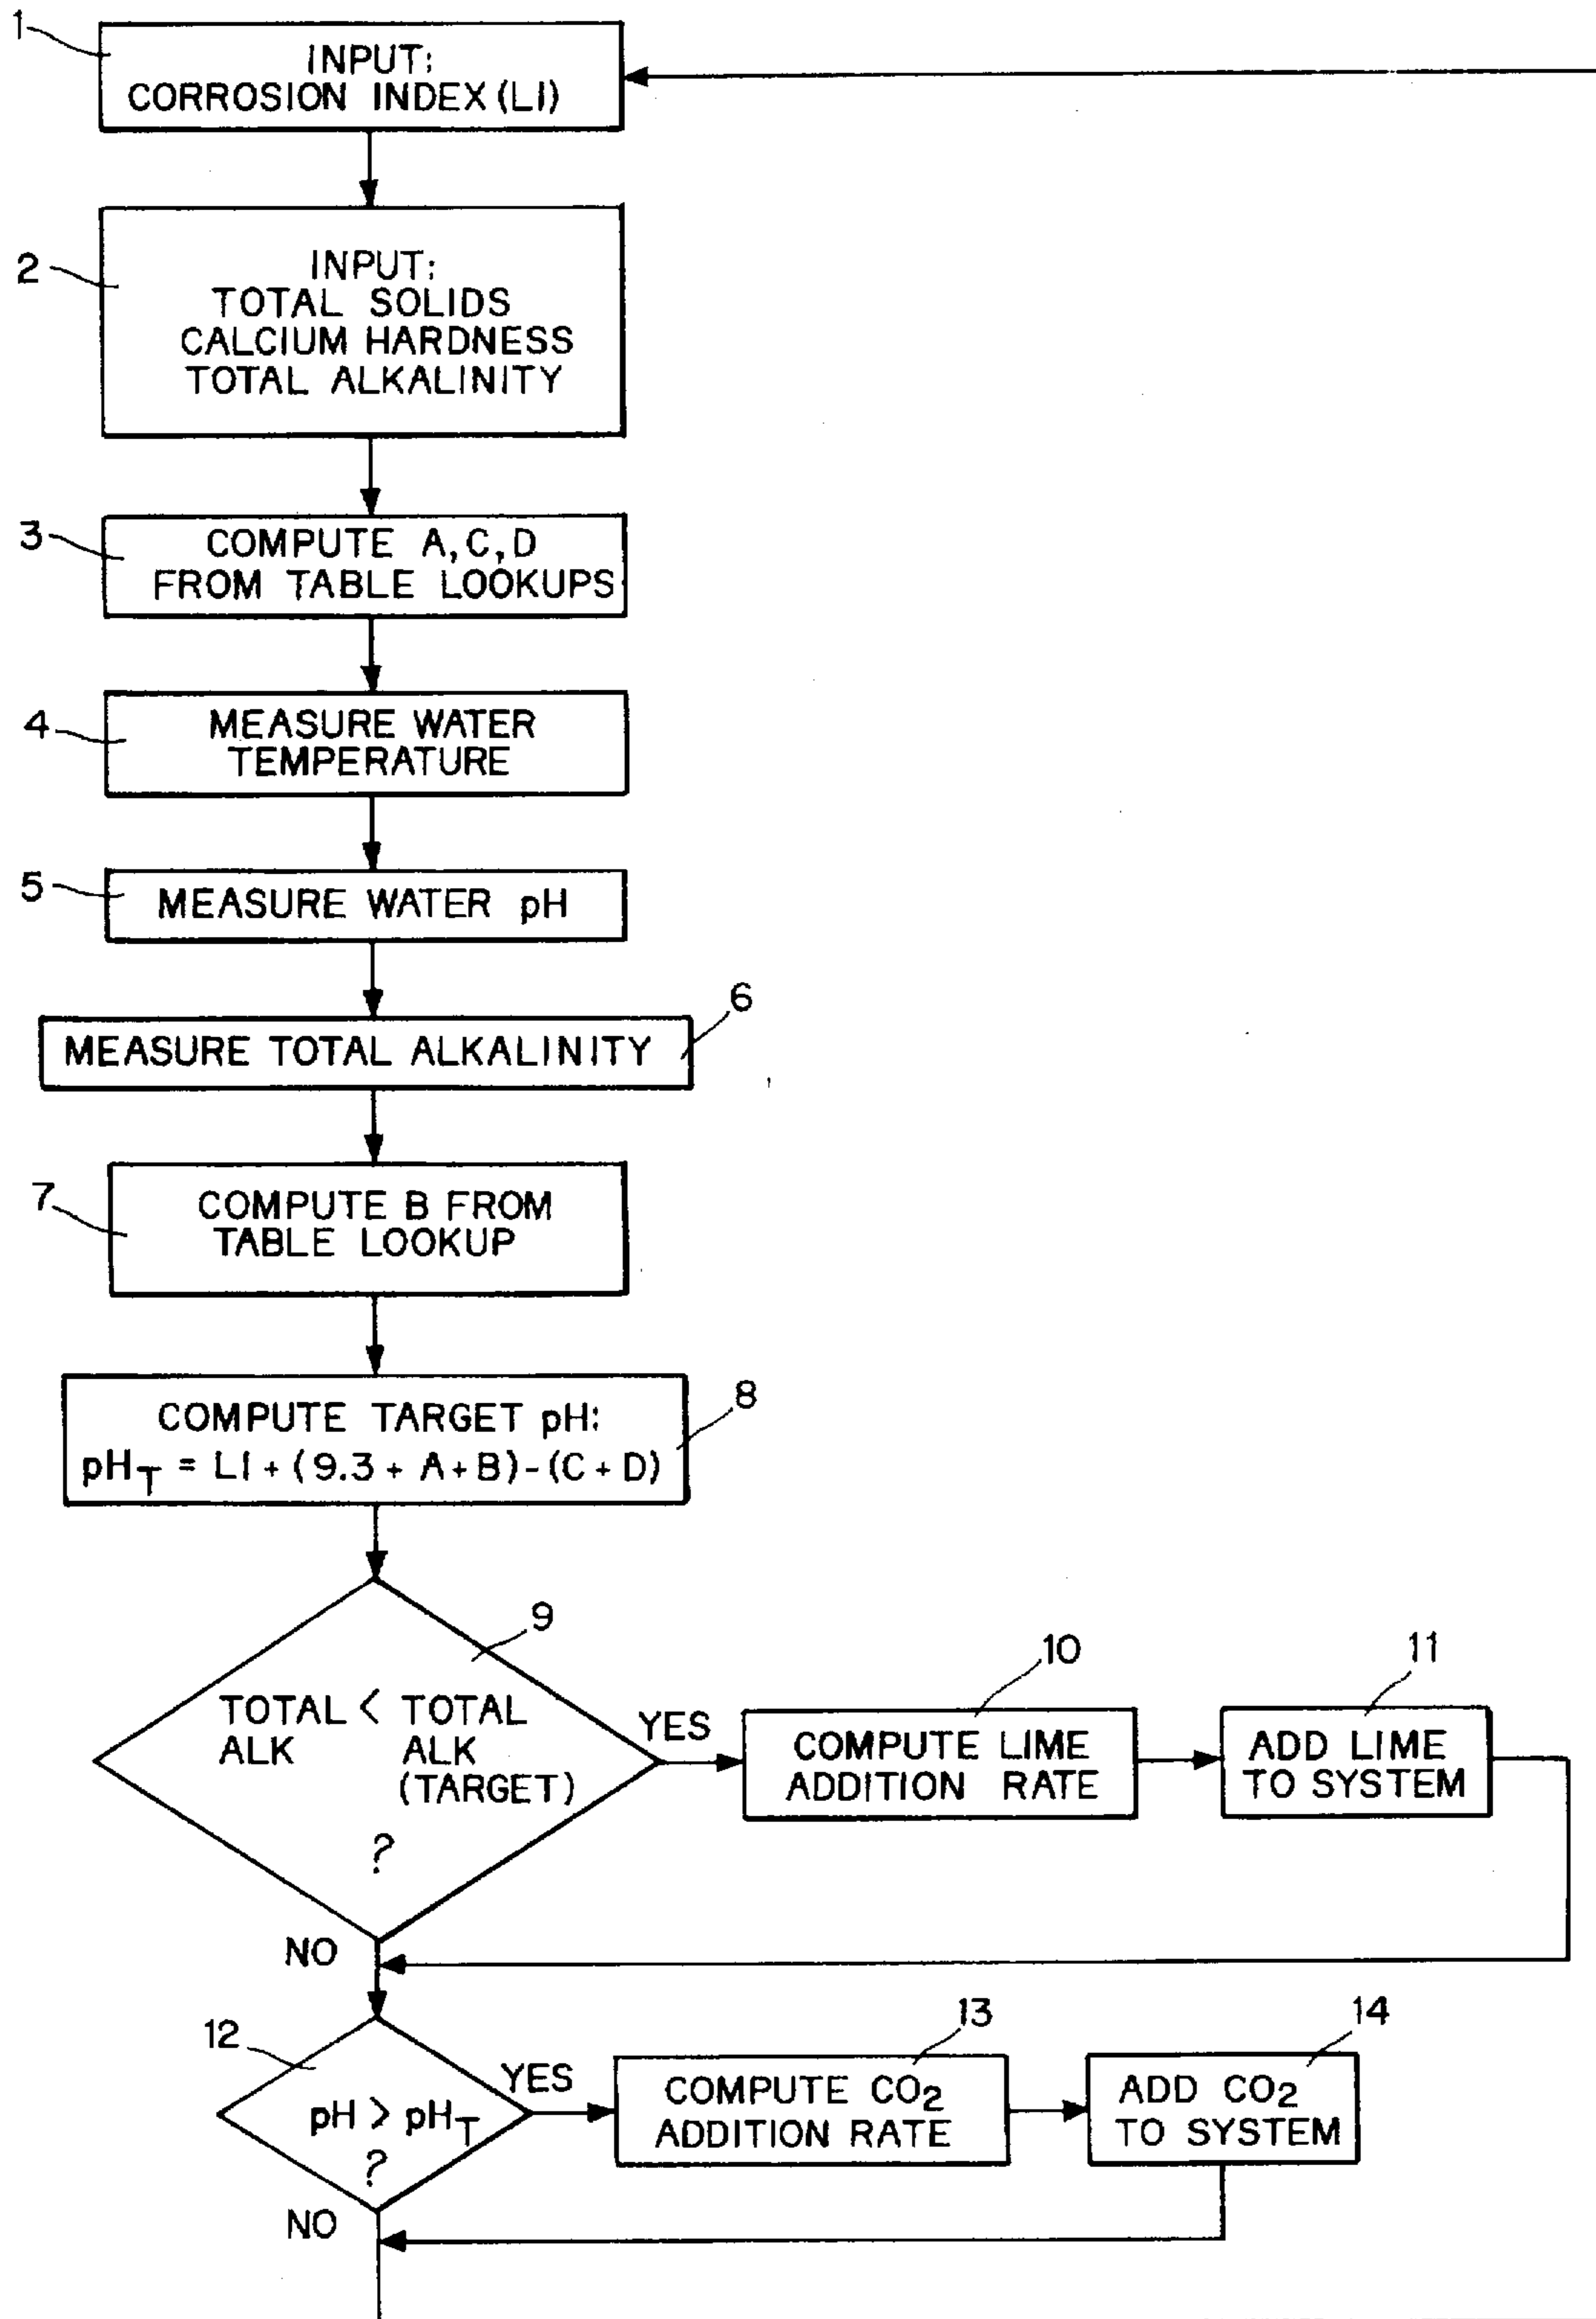 1
INPUT:
CORROSION INDEX (LI)
2
INPUT:
TOTAL SOLIDS
CALCIUM HARDNESS
TOTAL ALKALINITY
3
COMPUTE A, C, D
FROM TABLE LOOKUPS
4
MEASURE WATER
TEMPERATURE
5
MEASURE WATER pH
6
MEASURE TOTAL ALKALINITY
7
COMPUTE B FROM
TABLE LOOKUP
8
COMPUTE TARGET pH:
pH_T = LI + (9.3 + A + B) - (C + D)
9
TOTAL < TOTAL
ALK ALK
(TARGET)
?
YES
NO
10
COMPUTE LIME
ADDITION RATE
11
ADD LIME
TO SYSTEM
12
pH > pH_T
?
YES
NO
13
COMPUTE CO₂
ADDITION RATE
14
ADD CO₂
TO SYSTEM